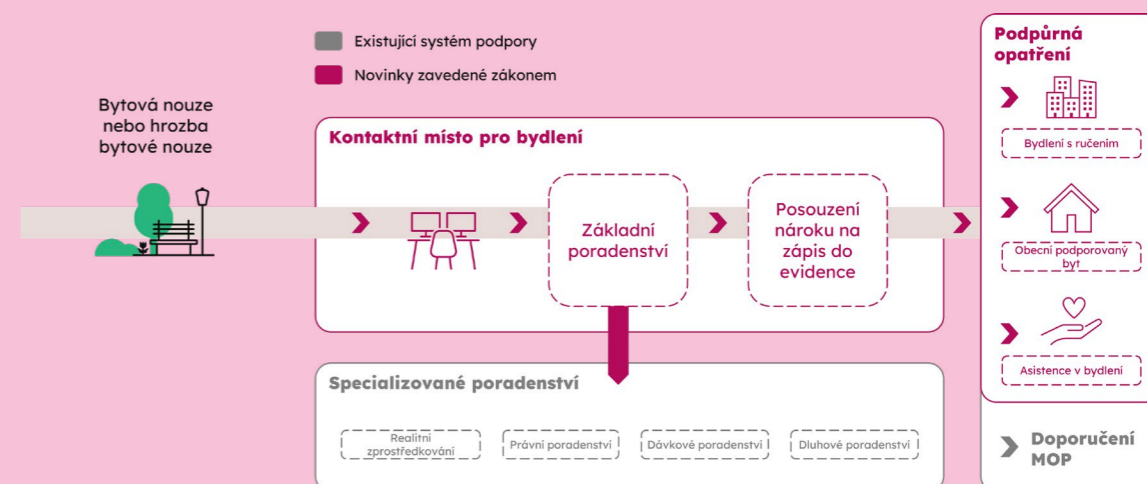 Existující systém podpory
Novinky zavedené zákonem
Bytová nouze
nebo hrozba
bytové nouze
Kontaktní místo pro bydlení
Základní
poradenství
Posouzení
nároku na
zápis do
evidence
Specializované poradenství
Realitní
zprostředkování
Právní poradenství
Dávkové poradenství
Dluhové poradenství
Podpůrná
opatření
Bydlení s ručením
Obecní podporovaný
byt
Asistence v bydlení
Doporučení
MOP